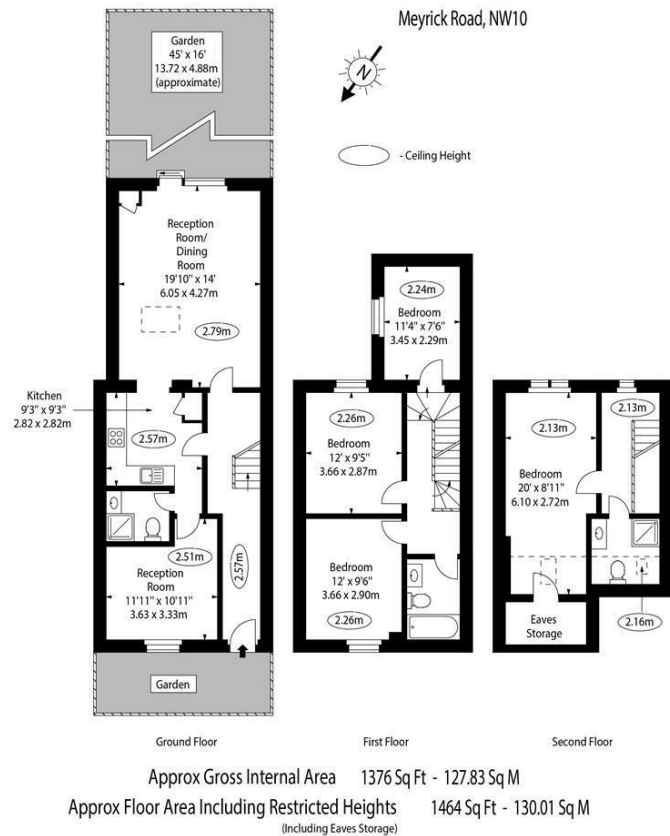 Meyrick Road, NW10
Garden
45' x 16'
13.72 x 4.88m
(approximate)
N
- Ceiling Height
Reception
Room/
Dining
Room
19'10'' x 14'
6.05 x 4.27m
2.79m
Kitchen
9'3'' x 9'3''
2.82 x 2.82m
2.57m
2.51m
Reception
Room
11'11'' x 10'11''
3.63 x 3.33m
2.57m
Garden
Ground Floor
2.24m
Bedroom
11'4'' x 7'6''
3.45 x 2.29m
2.26m
Bedroom
12' x 9'5''
3.66 x 2.87m
Bedroom
12' x 9'6''
3.66 x 2.90m
2.26m
First Floor
2.13m
2.13m
Bedroom
20' x 8'11''
6.10 x 2.72m
Eaves
Storage
2.16m
Second Floor
Approx Gross Internal Area 1376 Sq Ft - 127.83 Sq M
Approx Floor Area Including Restricted Heights 1464 Sq Ft - 130.01 Sq M
(Including Eaves Storage)